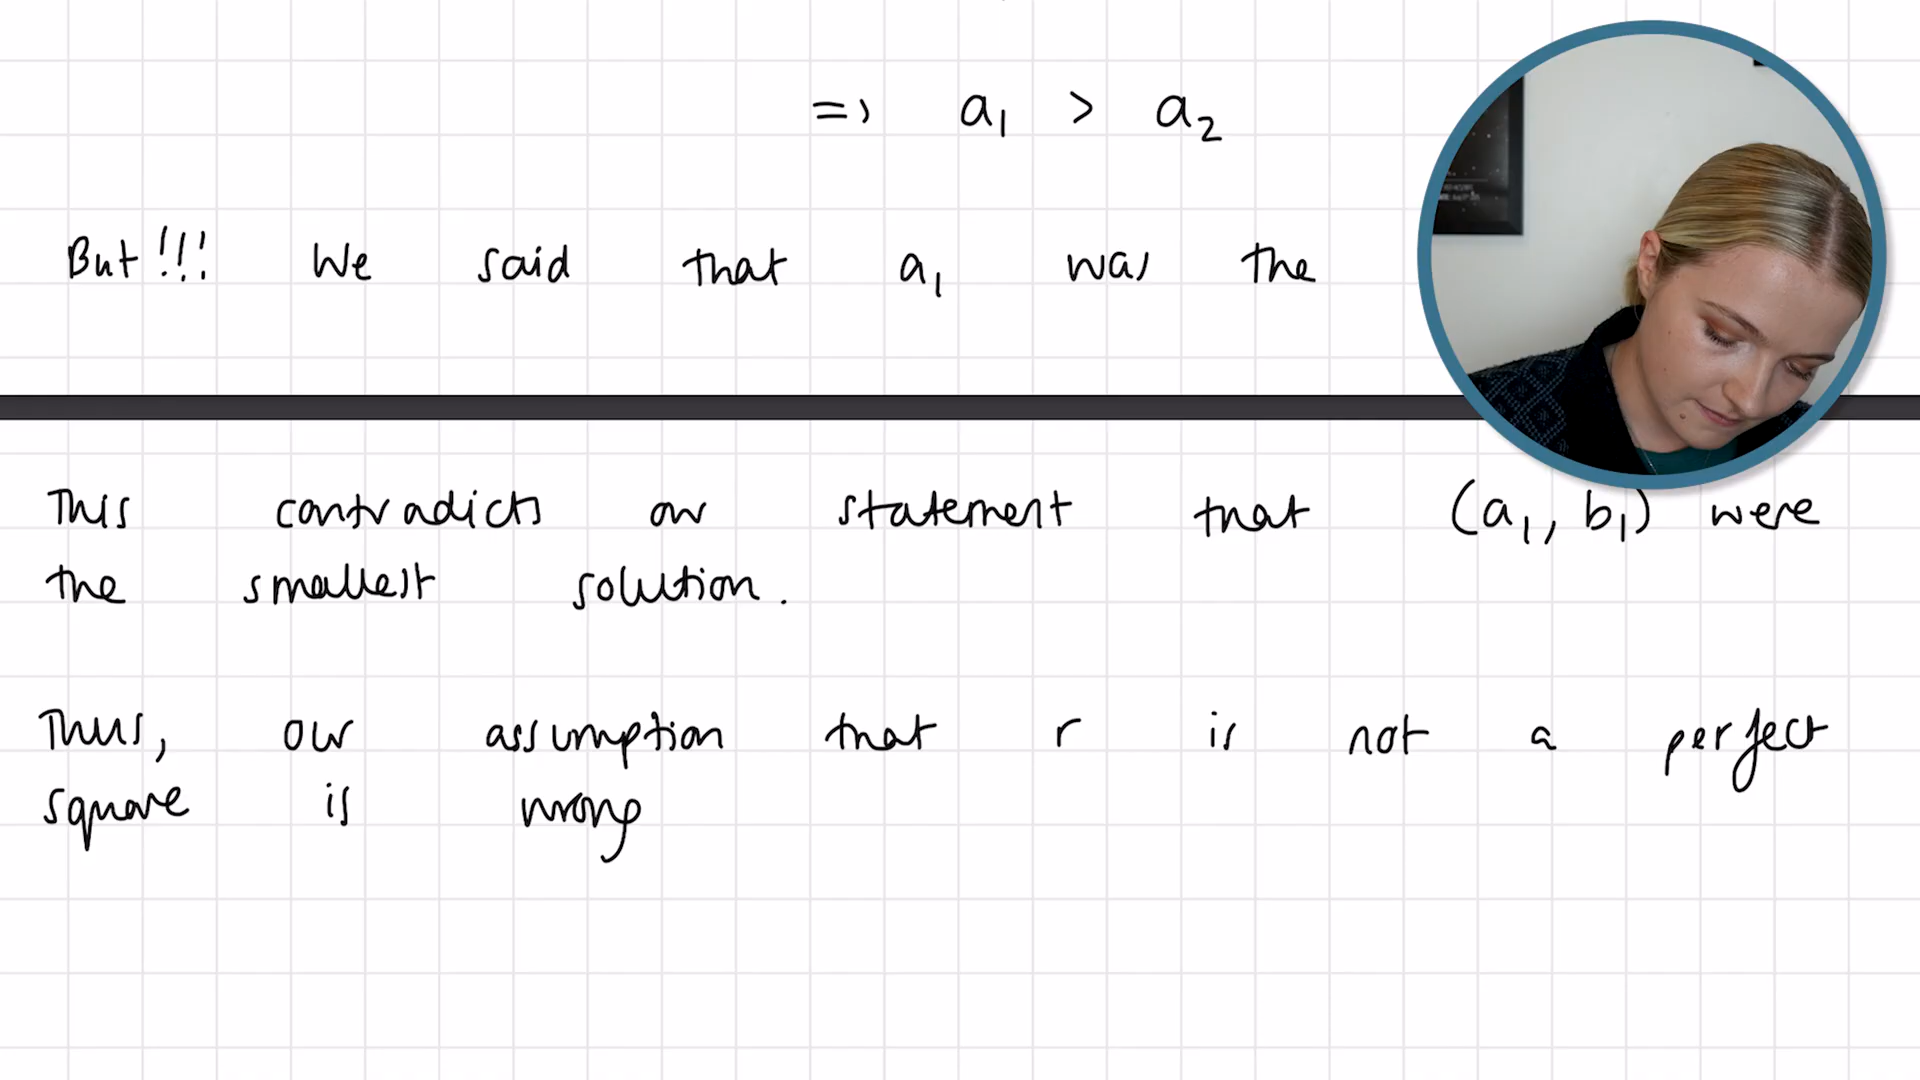 => a₁ > a₂
But!!! We said that a₁ was the
This contradicts our statement that (a₁, b₁) were
the smallest solution.
Thus, our assumption that r is not a perfect
square is wrong